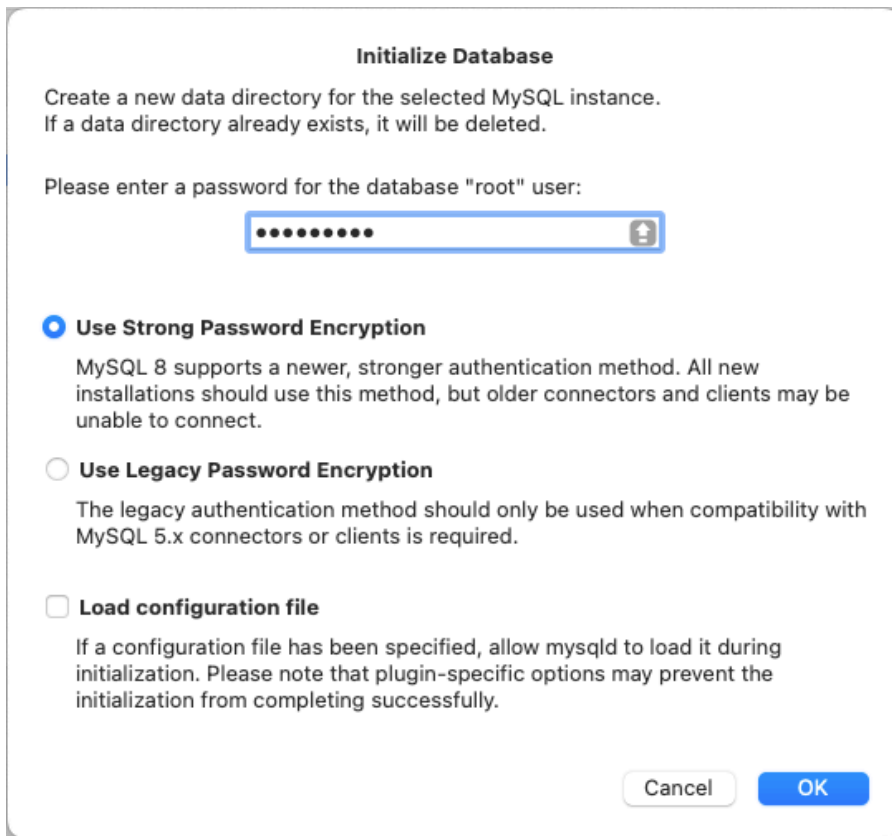 Initialize Database
Create a new data directory for the selected MySQL instance.
If a data directory already exists, it will be deleted.
Please enter a password for the database "root" user:
•••••••••
Use Strong Password Encryption
MySQL 8 supports a newer, stronger authentication method. All new
installations should use this method, but older connectors and clients may be
unable to connect.
Use Legacy Password Encryption
The legacy authentication method should only be used when compatibility with
MySQL 5.x connectors or clients is required.
Load configuration file
If a configuration file has been specified, allow mysqld to load it during
initialization. Please note that plugin-specific options may prevent the
initialization from completing successfully.
Cancel OK